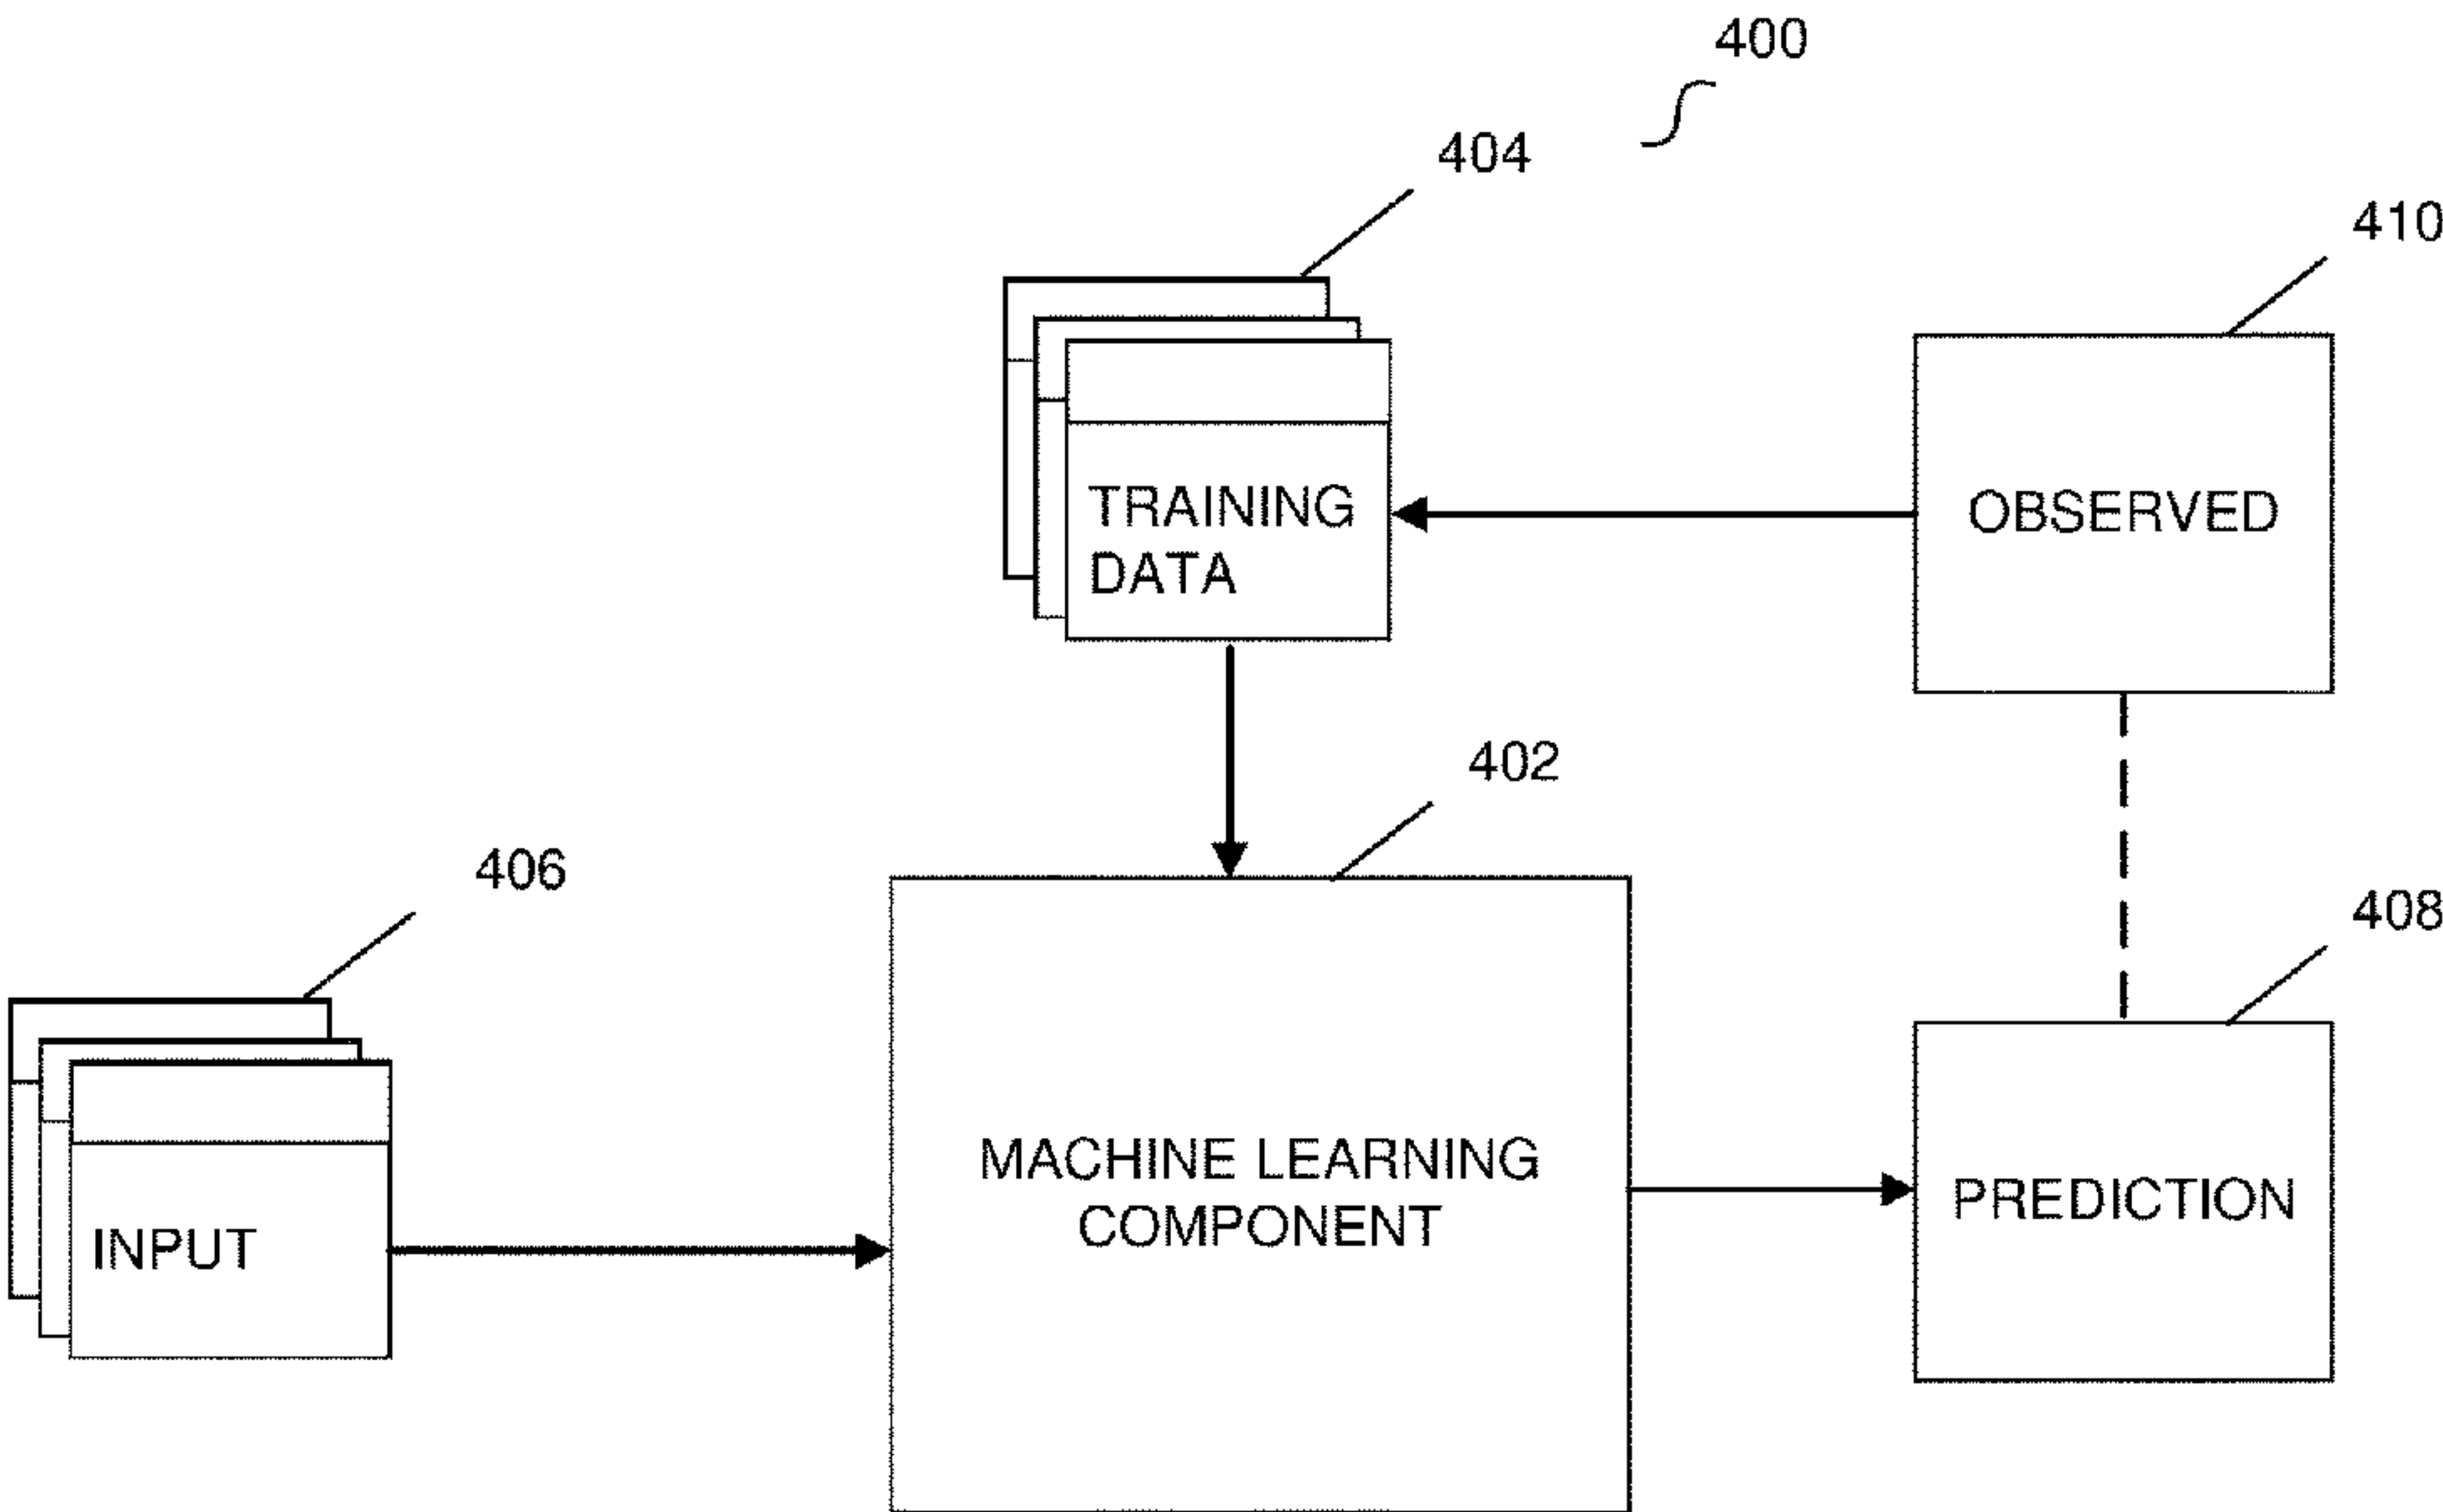 400
404
410
TRAINING
DATA
OBSERVED
402
406
408
MACHINE LEARNING
COMPONENT
PREDICTION
INPUT